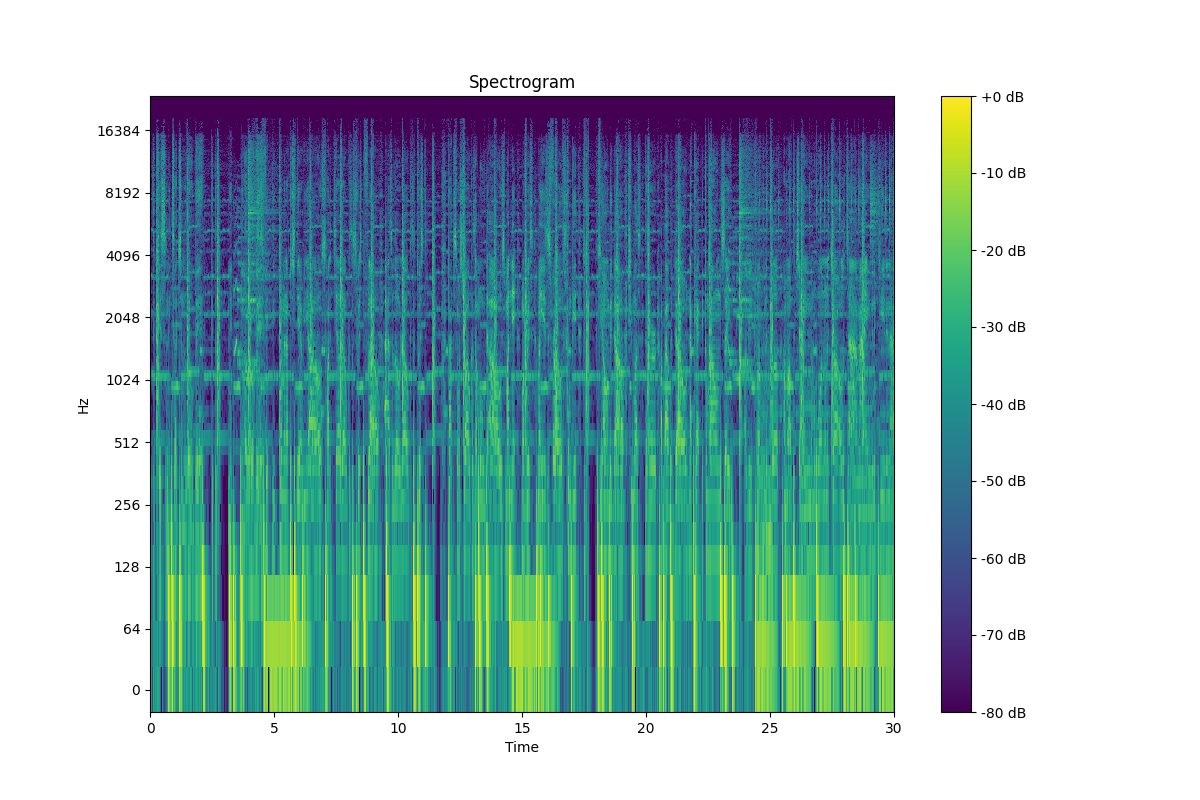 Spectrogram
+0 dB
16384
-10 dB
8192
-20 dB
4096
-30 dB
2048
1024
-40 dB
Hz
512
-50 dB
256
-60 dB
128
64
-70 dB
0
-80 dB
0 5 10 15 20 25 30
Time